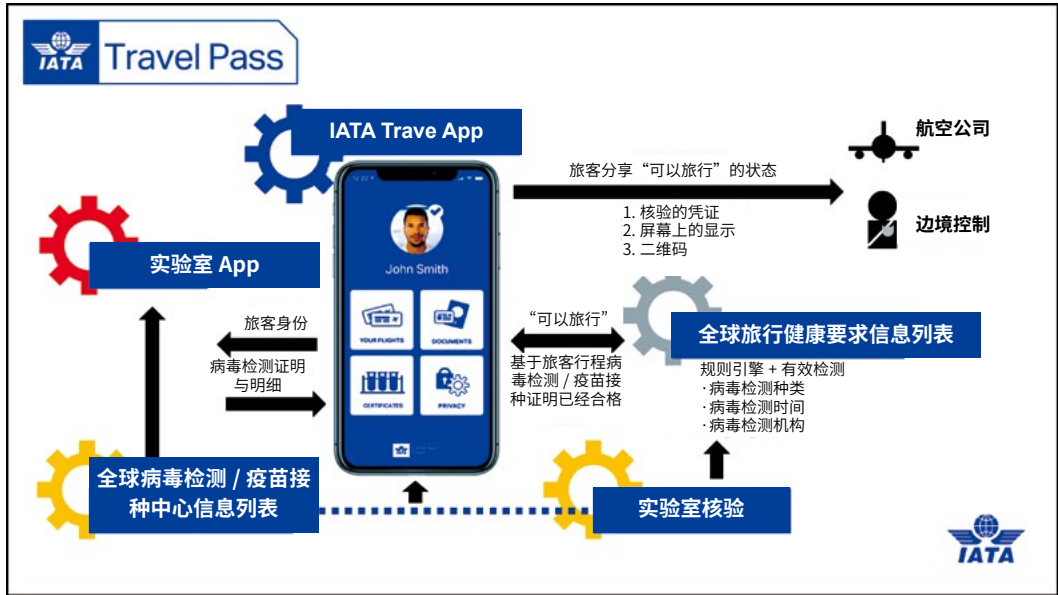 IATA
Travel Pass
IATA Trave App
航空公司
旅客分享“可以旅行”的状态
1. 核验的凭证
2. 屏幕上的显示
3. 二维码
边境控制
实验室 App
John Smith
旅客身份
病毒检测证明
与明细
YOUR FLIGHTS
DOCUMENTS
CERTIFICATES
PRIVACY
“可以旅行”
基于旅客行程病
毒检测 / 疫苗接
种证明已经合格
全球旅行健康要求信息列表
规则引擎 + 有效检测
·病毒检测种类
·病毒检测时间
·病毒检测机构
全球病毒检测 / 疫苗接
种中心信息列表
实验室核验
IATA